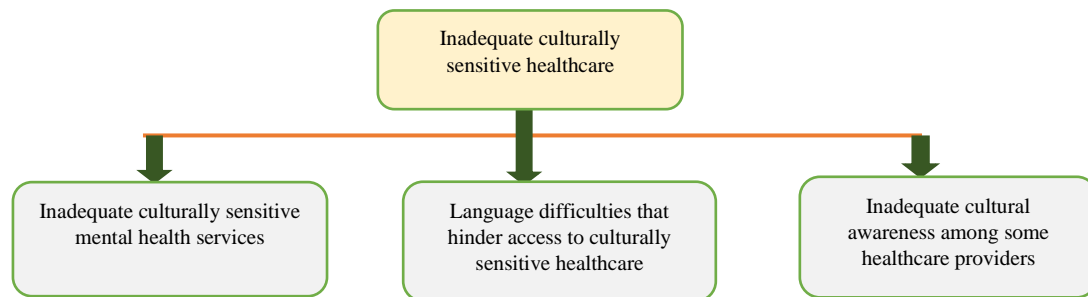 Inadequate culturally
sensitive healthcare
Inadequate culturally sensitive
mental health services
Language difficulties that
hinder access to culturally
sensitive healthcare
Inadequate cultural
awareness among some
healthcare providers